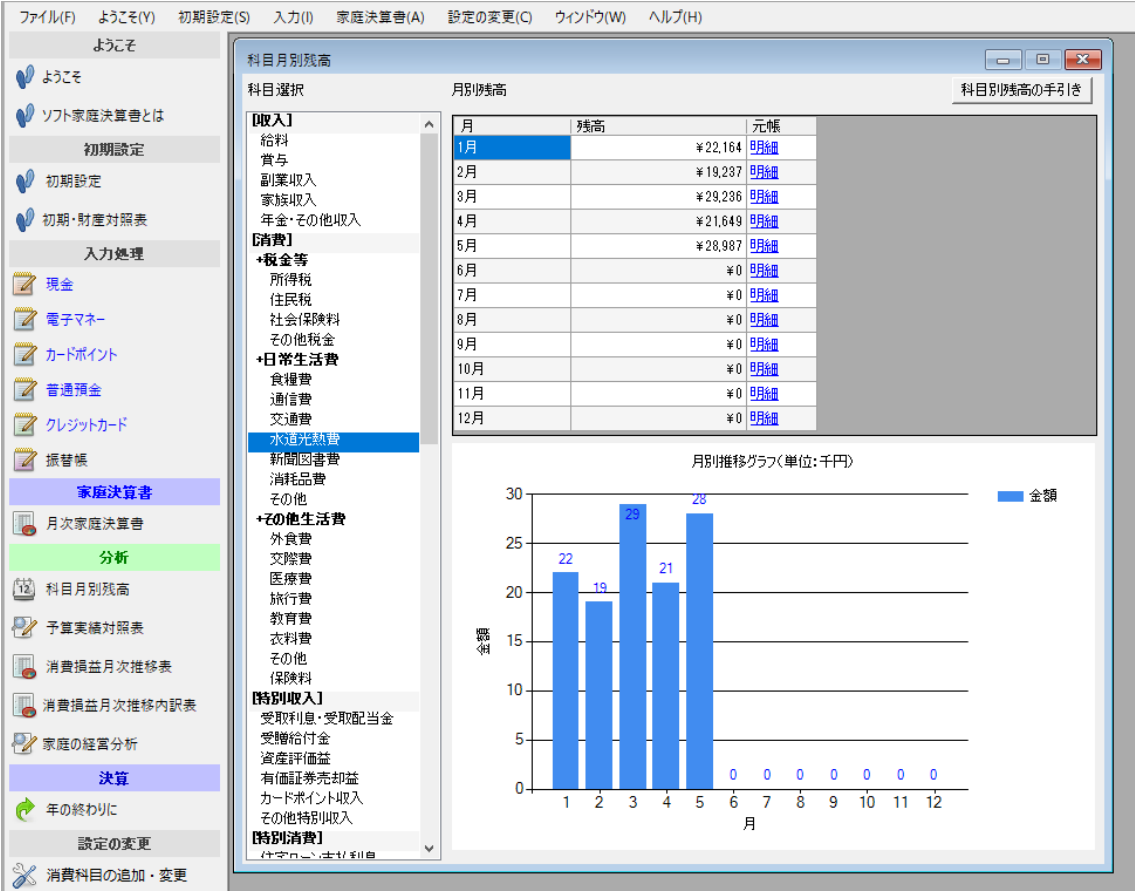 ファイル(F) ようこそ(Y) 初期設定(S) 入力(I) 家庭決算書(A) 設定の変更(C) ウィンドウ(W) ヘルプ(H)
ようこそ
ようこそ
ソフト家庭決算書とは
初期設定
初期設定
初期・財産対照表
入力処理
現金
電子マネー
カードポイント
普通預金
クレジットカード
振替帳
家庭決算書
月次家庭決算書
分析
12 科目月別残高
予算実績対照表
消費損益月次推移表
消費損益月次推移内訳表
家庭の経営分析
決算
年の終わりに
設定の変更
消費科目の追加・変更
科目月別残高
科目選択
[収入]
給料
賞与
副業収入
家族収入
年金・その他収入
[消費]
+税金等
所得税
住民税
社会保険料
その他税金
+日常生活費
食糧費
通信費
交通費
水道光熱費
新聞図書費
消耗品費
その他
+その他生活費
外食費
交際費
医療費
旅行費
教育費
衣料費
その他
保険料
[特別収入]
受取利息・受取配当金
受贈給付金
資産評価益
有価証券売却益
カードポイント収入
その他特別収入
[特別消費]
住宅ローン支払利息
月別残高
科目別残高の手引き
月 残高 元帳
1月 ¥22,164 明細
2月 ¥19,237 明細
3月 ¥29,236 明細
4月 ¥21,649 明細
5月 ¥28,987 明細
6月 ¥0 明細
7月 ¥0 明細
8月 ¥0 明細
9月 ¥0 明細
10月 ¥0 明細
11月 ¥0 明細
12月 ¥0 明細
月別推移グラフ(単位:千円)
金額
金額
30
25
20
15
10
5
0
22 19 29 21 28 0 0 0 0 0 0 0
1 2 3 4 5 6 7 8 9 10 11 12
月